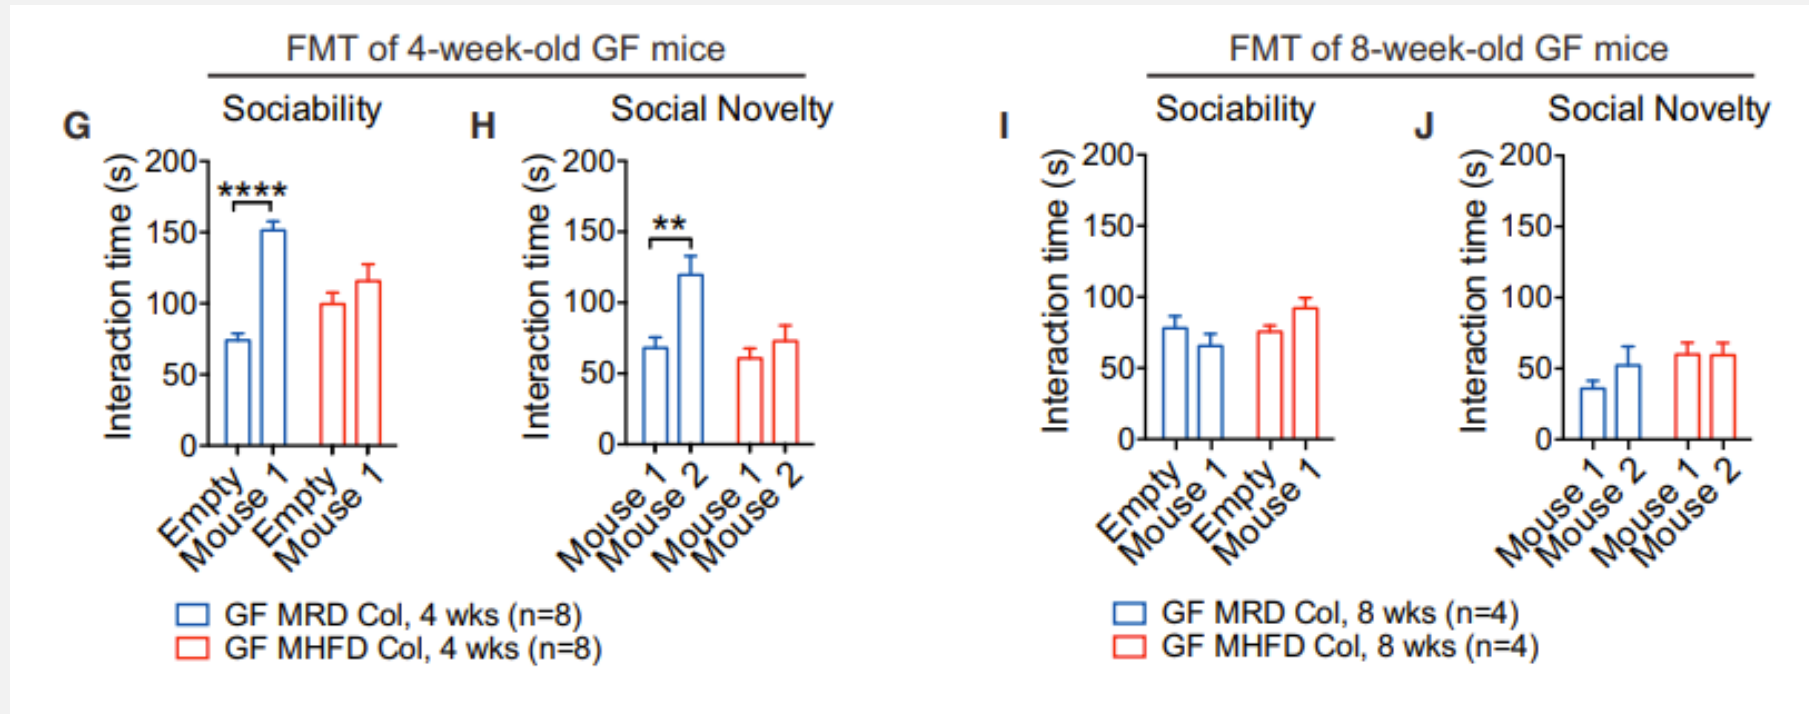 FMT of 4-week-old GF mice
FMT of 8-week-old GF mice
G
Sociability
H
Social Novelty
I
Sociability
J
Social Novelty
Interaction time (s)
200
150
100
50
0
****
Empty
Mouse 1
Empty
Mouse 1
Interaction time (s)
200
150
100
50
0
**
Mouse 1
Mouse 2
Mouse 1
Mouse 2
Interaction time (s)
200
150
100
50
0
Empty
Mouse 1
Empty
Mouse 1
Interaction time (s)
200
150
100
50
0
Mouse 1
Mouse 2
Mouse 1
Mouse 2
GF MRD Col, 4 wks (n=8)
GF MHFD Col, 4 wks (n=8)
GF MRD Col, 8 wks (n=4)
GF MHFD Col, 8 wks (n=4)